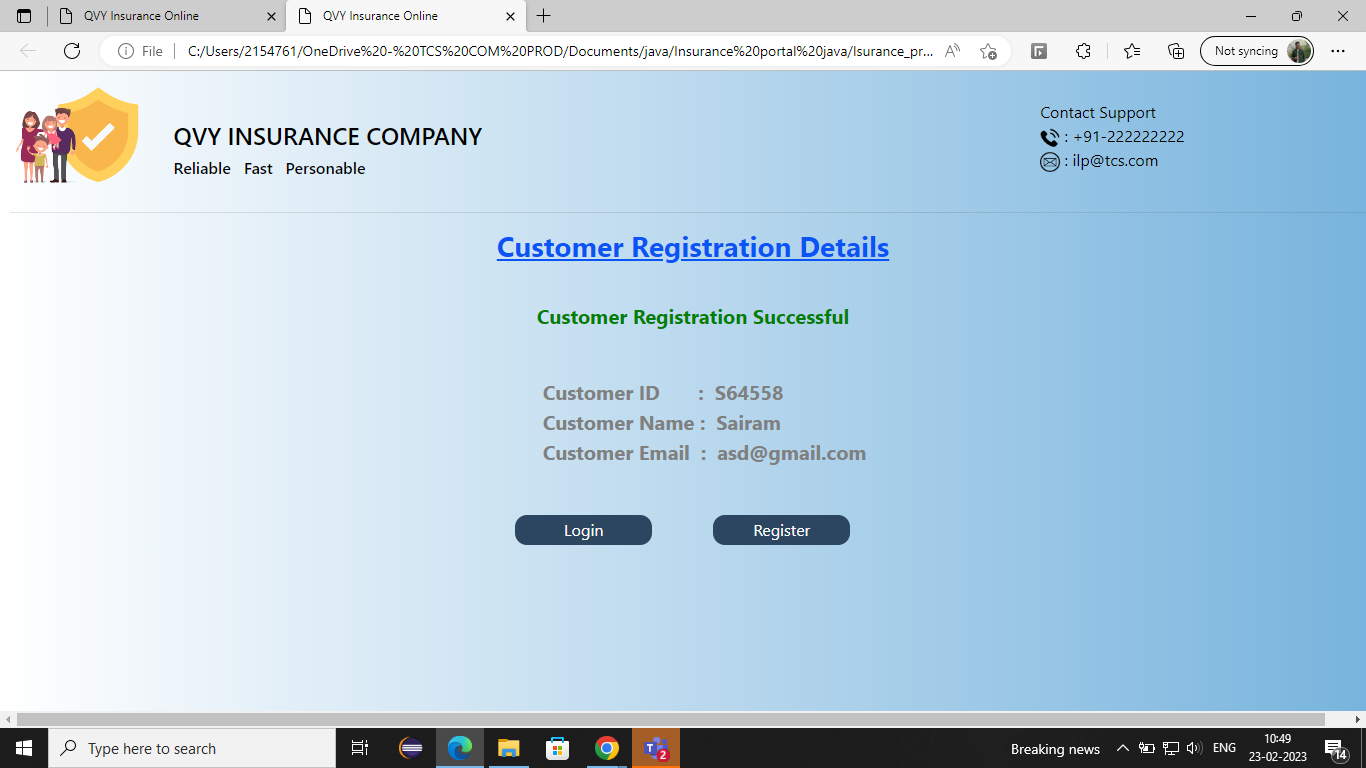 QVY Insurance Online
QVY Insurance Online
File
C:/Users/2154761/OneDrive%20-%20TCS%20COM%20PROD/Documents/java/Insurance%20portal%20java/Isurance_pr...
Not syncing
QVY INSURANCE COMPANY
Reliable Fast Personable
Contact Support
: +91-222222222
: ilp@tcs.com
Customer Registration Details
Customer Registration Successful
Customer ID : S64558
Customer Name : Sairam
Customer Email : asd@gmail.com
Login Register
Type here to search
2
Breaking news
ENG
10:49
23-02-2023
14